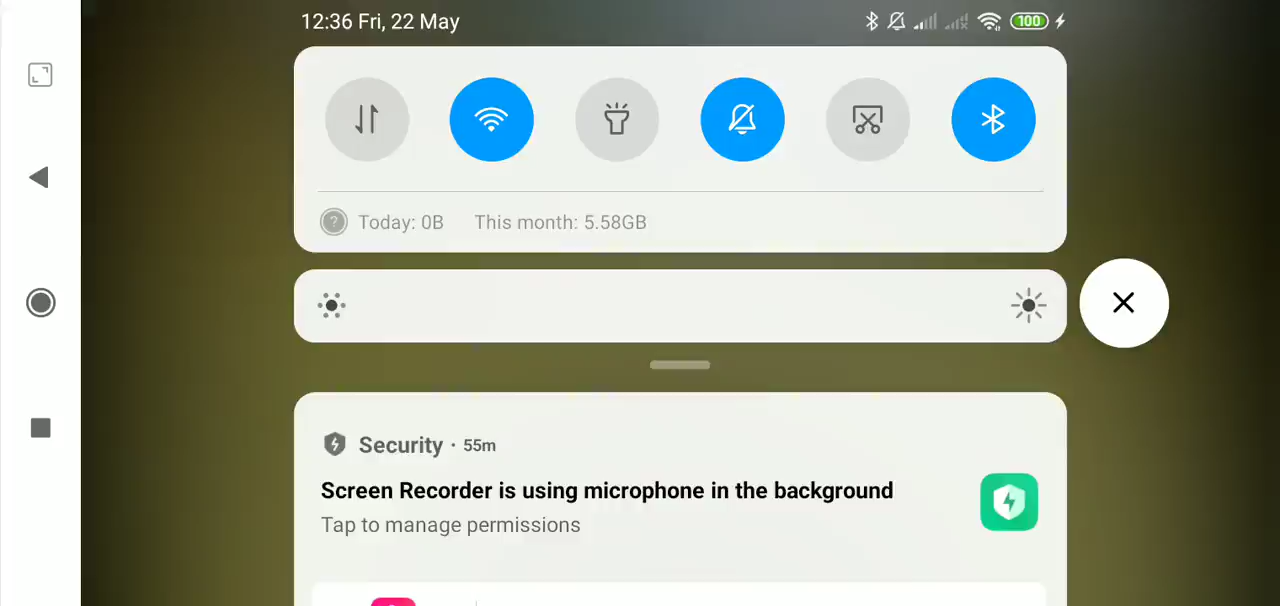 12:36 Fri, 22 May
100
Today: 0B This month: 5.58GB
Security · 55m
Screen Recorder is using microphone in the background
Tap to manage permissions